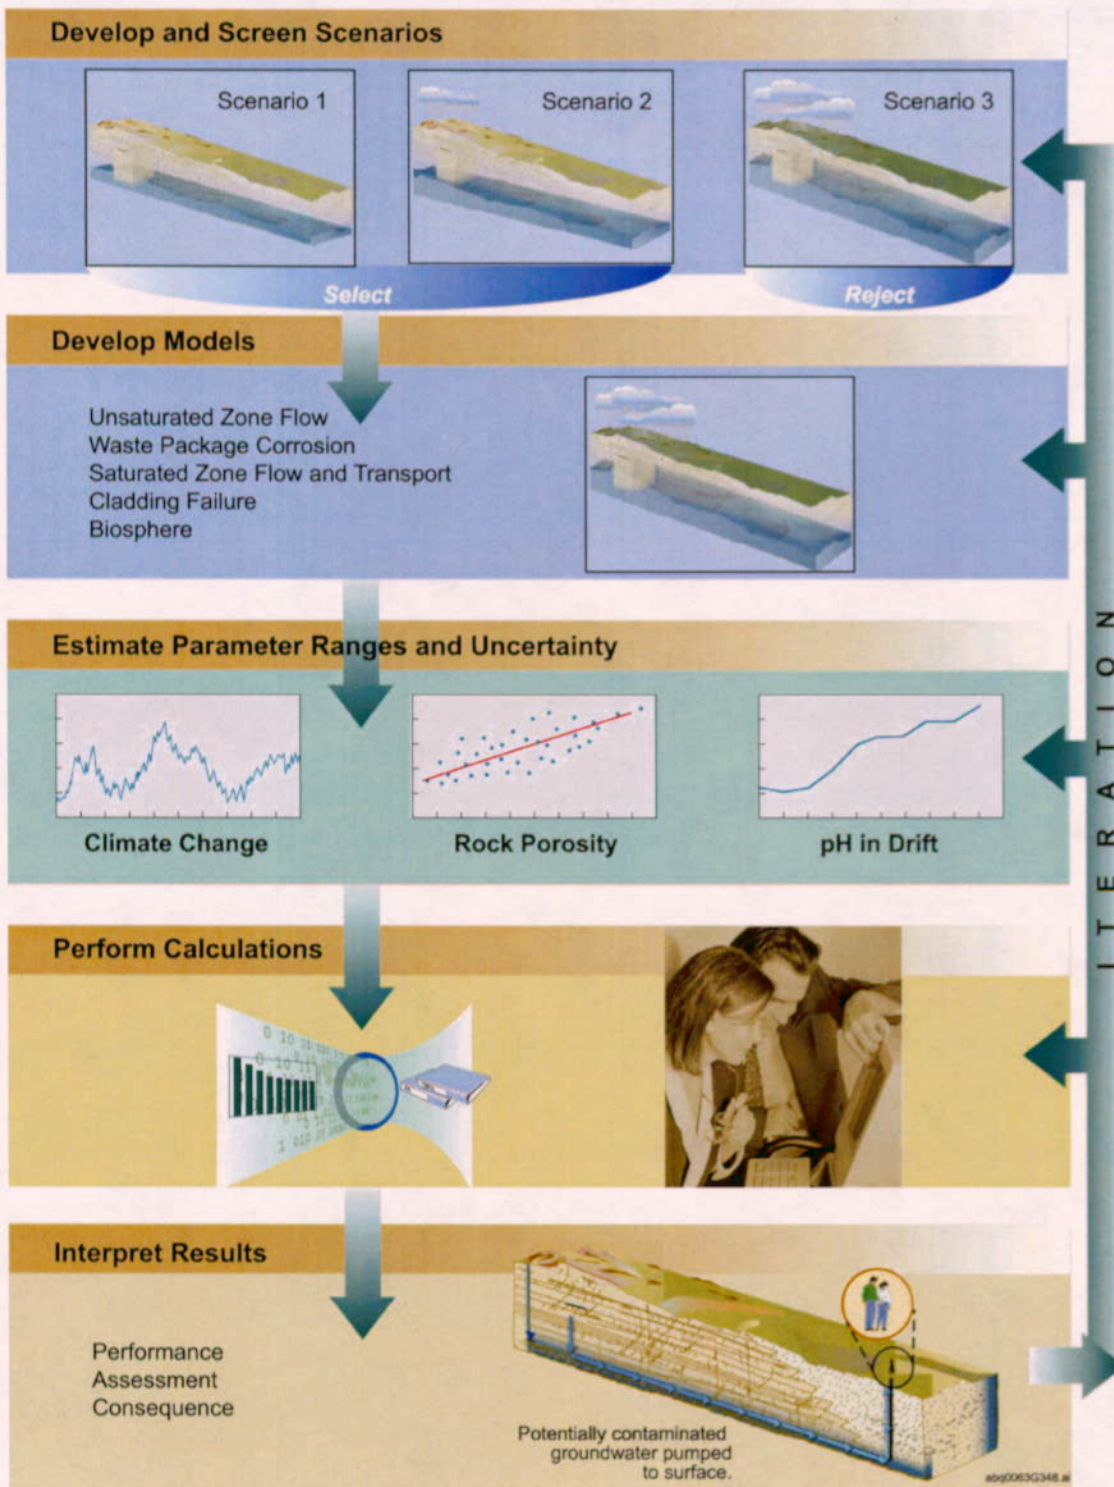 Develop and Screen Scenarios
Scenario 1
Scenario 2
Scenario 3
Select
Reject
Develop Models
Unsaturated Zone Flow
Waste Package Corrosion
Saturated Zone Flow and Transport
Cladding Failure
Biosphere
Estimate Parameter Ranges and Uncertainty
Climate Change
Rock Porosity
pH in Drift
Perform Calculations
Interpret Results
Performance
Assessment
Consequence
Potentially contaminated
groundwater pumped
to surface.
abq0063G348.ai
ITERATION